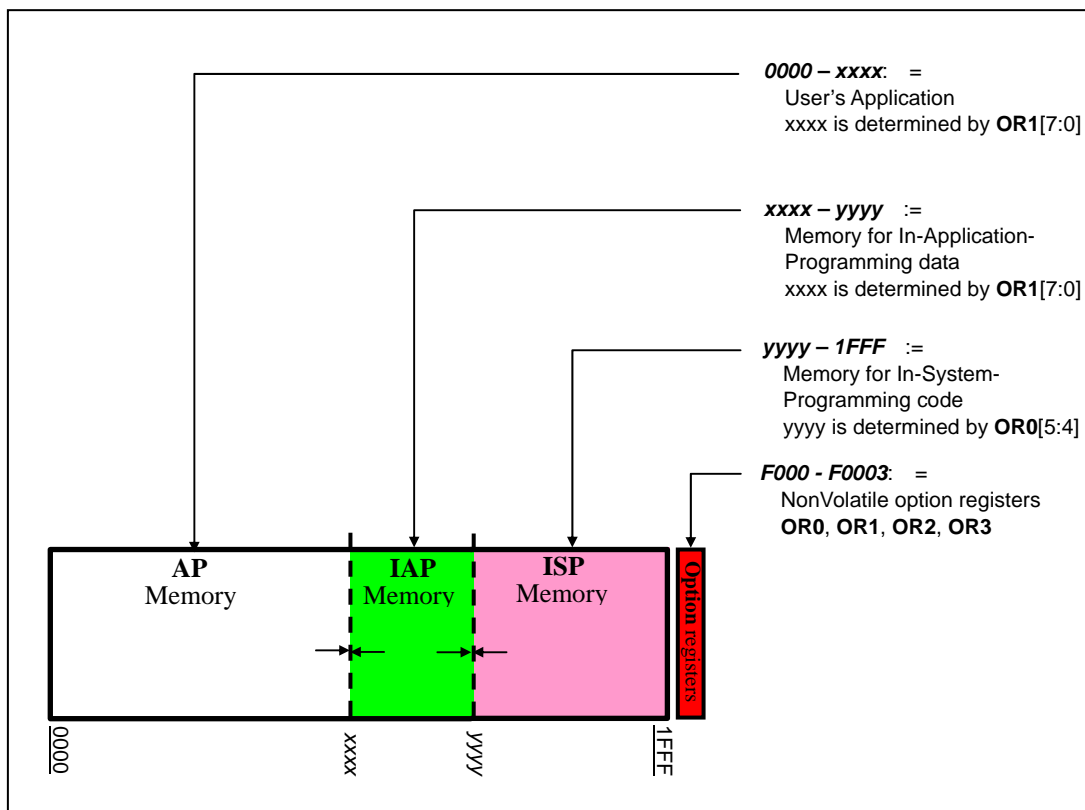 0000 – xxxx: =
User's Application
xxxx is determined by OR1[7:0]
xxxx – yyyy :=
Memory for In-Application-
Programming data
xxxx is determined by OR1[7:0]
yyyy – 1FFF :=
Memory for In-System-
Programming code
yyyy is determined by OR0[5:4]
F000 - F0003: =
NonVolatile option registers
OR0, OR1, OR2, OR3
AP
Memory
IAP
Memory
ISP
Memory
Option registers
0000
xxxx
yyyy
1FFF